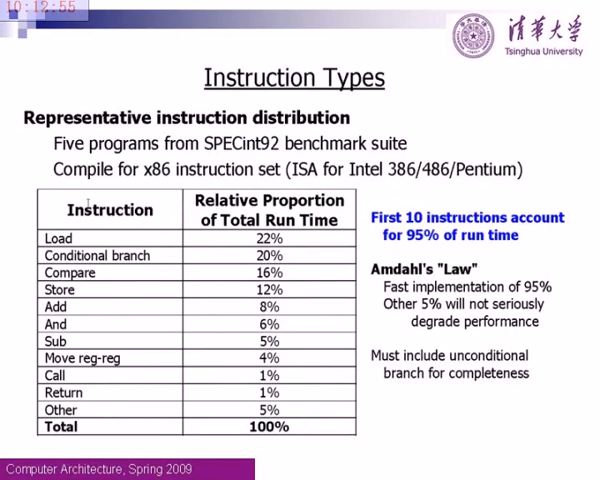 10:12:55
清华大学
Tsinghua University
Instruction Types
Representative instruction distribution
Five programs from SPECint92 benchmark suite
Compile for x86 instruction set (ISA for Intel 386/486/Pentium)
Instruction Relative Proportion of Total Run Time
Load 22%
Conditional branch 20%
Compare 16%
Store 12%
Add 8%
And 6%
Sub 5%
Move reg-reg 4%
Call 1%
Return 1%
Other 5%
Total 100%
First 10 instructions account
for 95% of run time
Amdahl's "Law"
Fast implementation of 95%
Other 5% will not seriously
degrade performance
Must include unconditional
branch for completeness
Computer Architecture, Spring 2009